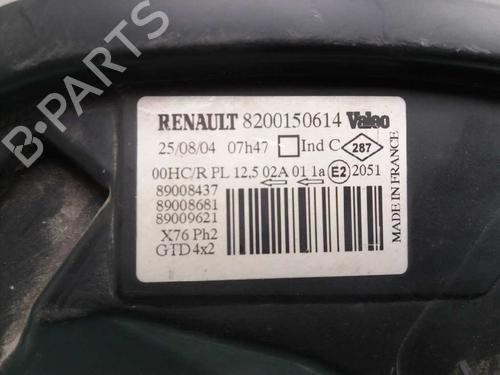 RENAULT 8200150614 Valeo
25/08/04 07h47 Ind C 287
00HC/R PL 12,5 02A 01 1a E2 2051
89008437
89008681
89009621
X76 Ph2
GTD 4x2
MADE IN FRANCE
B-PARTS